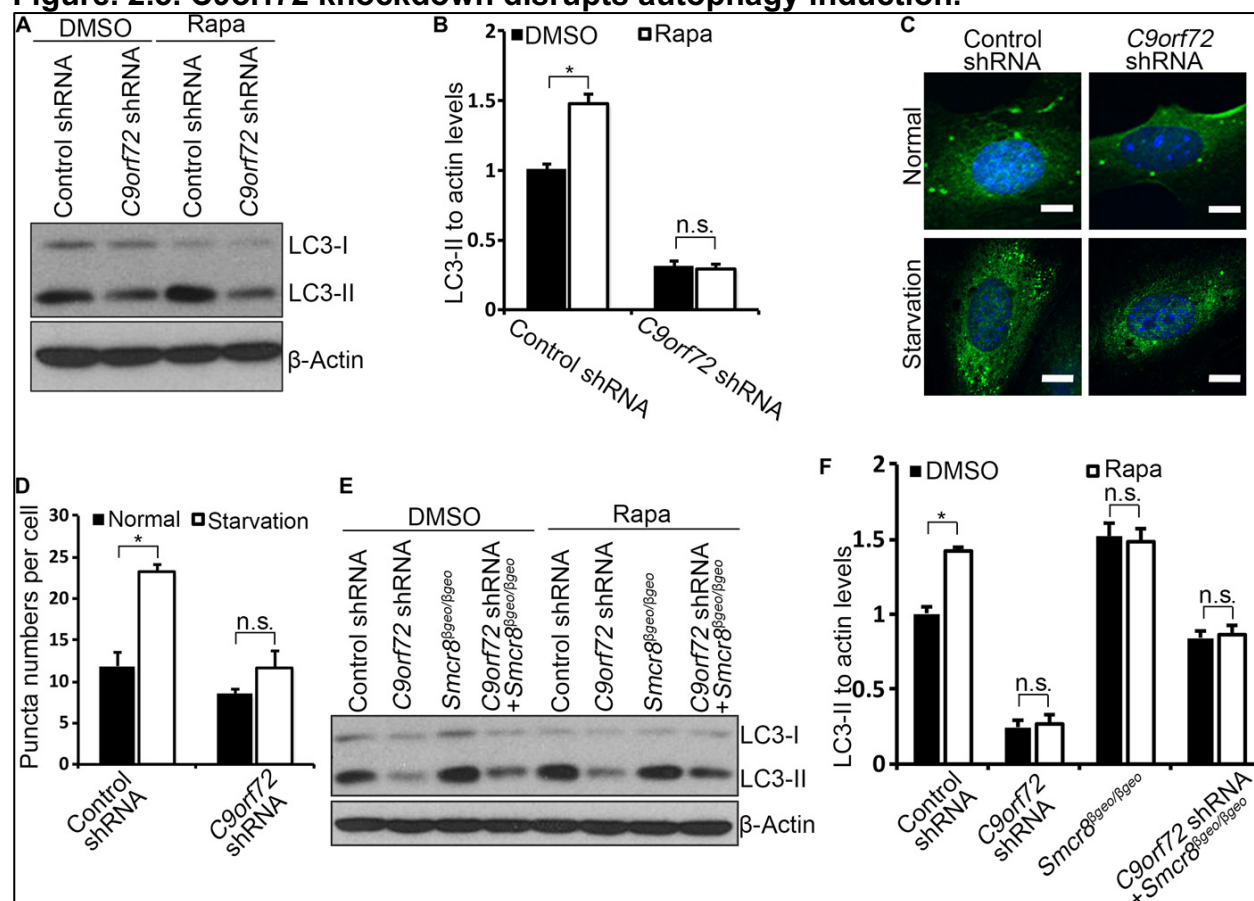 Figure. 2.3. C9orf72 knockdown disrupts autophagy induction.
A
DMSO
Rapa
Control shRNA
C9orf72 shRNA
Control shRNA
C9orf72 shRNA
LC3-I
LC3-II
β-Actin
B
DMSO
Rapa
LC3-II to actin levels
2
1.5
1
0.5
0
*
n.s.
Control shRNA
C9orf72 shRNA
C
Control
shRNA
C9orf72
shRNA
Normal
Starvation
D
Normal
Starvation
Puncta numbers per cell
30
25
20
15
10
5
0
*
n.s.
Control
shRNA
C9orf72
shRNA
E
DMSO
Rapa
Control shRNA
C9orf72 shRNA
Smcr8βgeo/βgeo
C9orf72 shRNA
+Smcr8βgeo/βgeo
Control shRNA
C9orf72 shRNA
Smcr8βgeo/βgeo
C9orf72 shRNA
+Smcr8βgeo/βgeo
LC3-I
LC3-II
β-Actin
F
DMSO
Rapa
LC3-II to actin levels
2
1.5
1
0.5
0
*
n.s.
n.s.
n.s.
Control
shRNA
C9orf72
shRNA
Smcr8βgeo/βgeo
C9orf72 shRNA
+Smcr8βgeo/βgeo